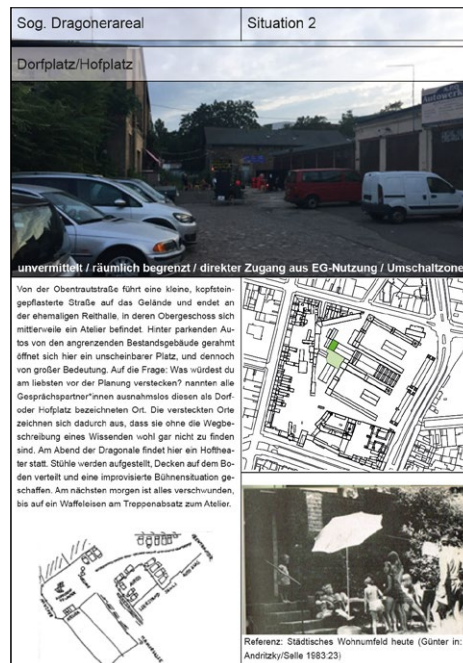 Sog. Dragonerareal
Situation 2
Dorfplatz/Hofplatz
Autowerk
unvermittelt / räumlich begrenzt / direkter Zugang aus EG-Nutzung / Umschaltzone
Von der Obentrautstraße führt eine kleine, kopfstein-
gepflasterte Straße auf das Gelände und endet an
der ehemaligen Reithalle, in deren Obergeschoss sich
mittlerweile ein Atelier befindet. Hinter parkenden Au-
tos von den angrenzenden Bestandsgebäude gerahmt
öffnet sich hier ein unscheinbarer Platz, und dennoch
von großer Bedeutung. Auf die Frage: Was würdest du
am liebsten vor der Planung verstecken? nannten alle
Gesprächspartner*innen ausnahmslos diesen als Dorf-
oder Hofplatz bezeichneten Ort. Die versteckten Orte
zeichnen sich dadurch aus, dass sie ohne die Wegbe-
schreibung eines Wissenden wohl gar nicht zu finden
sind. Am Abend der Dragonale findet hier ein Hofthea-
ter statt. Stühle werden aufgestellt, Decken auf dem Bo-
den verteilt und eine improvisierte Bühnensituation ge-
schaffen. Am nächsten morgen ist alles verschwunden,
bis auf ein Waffeleisen am Treppenabsatz zum Atelier.
Referenz: Städtisches Wohnumfeld heute (Günter in:
Andritzky/Selle 1983:23)